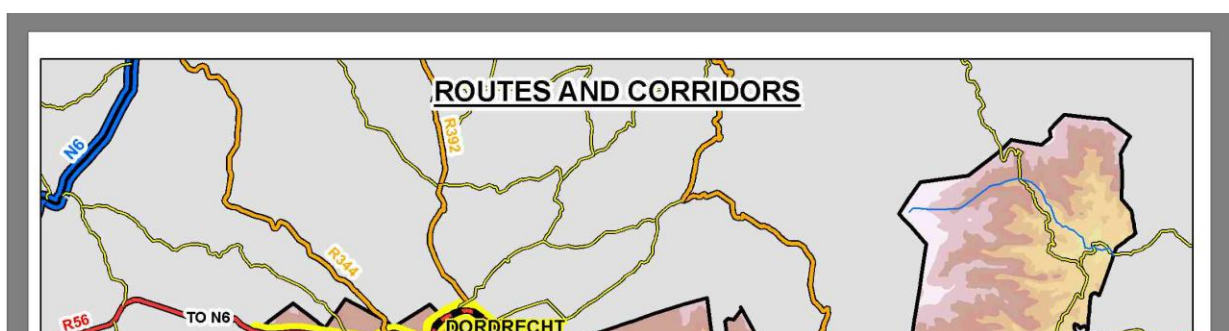 ROUTES AND CORRIDORS
N6
R392
R344
R56
TO N6
DORDRECHT